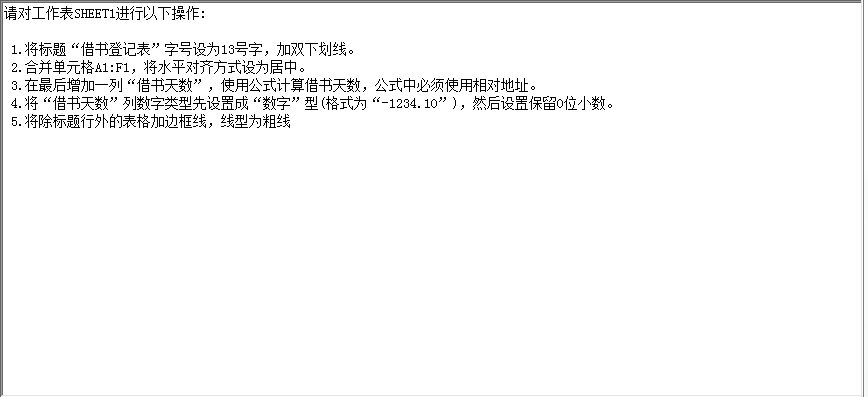 请对工作表SHEET1进行以下操作:
1.将标题“借书登记表”字号设为13号字，加双下划线。
2.合并单元格A1:F1，将水平对齐方式设为居中。
3.在最后增加一列“借书天数”，使用公式计算借书天数，公式中必须使用相对地址。
4.将“借书天数”列数字类型先设置成“数字”型(格式为“-1234.10”)，然后设置保留0位小数。
5.将除标题行外的表格加边框线，线型为粗线